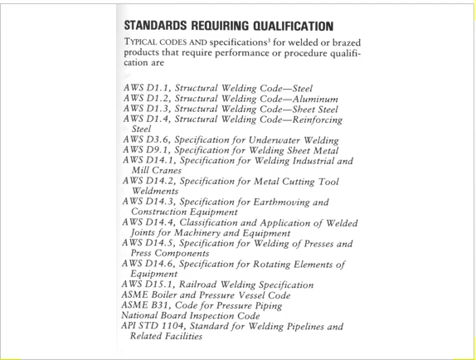 STANDARDS REQUIRING QUALIFICATION
TYPICAL CODES AND specifications¹ for welded or brazed
products that require performance or procedure qualifi-
cation are
AWS D1.1, Structural Welding Code—Steel
AWS D1.2, Structural Welding Code—Aluminum
AWS D1.3, Structural Welding Code—Sheet Steel
AWS D1.4, Structural Welding Code—Reinforcing
Steel
AWS D3.6, Specification for Underwater Welding
AWS D9.1, Specification for Welding Sheet Metal
AWS D14.1, Specification for Welding Industrial and
Mill Cranes
AWS D14.2, Specification for Metal Cutting Tool
Weldments
AWS D14.3, Specification for Earthmoving and
Construction Equipment
AWS D14.4, Classification and Application of Welded
Joints for Machinery and Equipment
AWS D14.5, Specification for Welding of Presses and
Press Components
AWS D14.6, Specification for Rotating Elements of
Equipment
AWS D15.1, Railroad Welding Specification
ASME Boiler and Pressure Vessel Code
ASME B31, Code for Pressure Piping
National Board Inspection Code
API STD 1104, Standard for Welding Pipelines and
Related Facilities